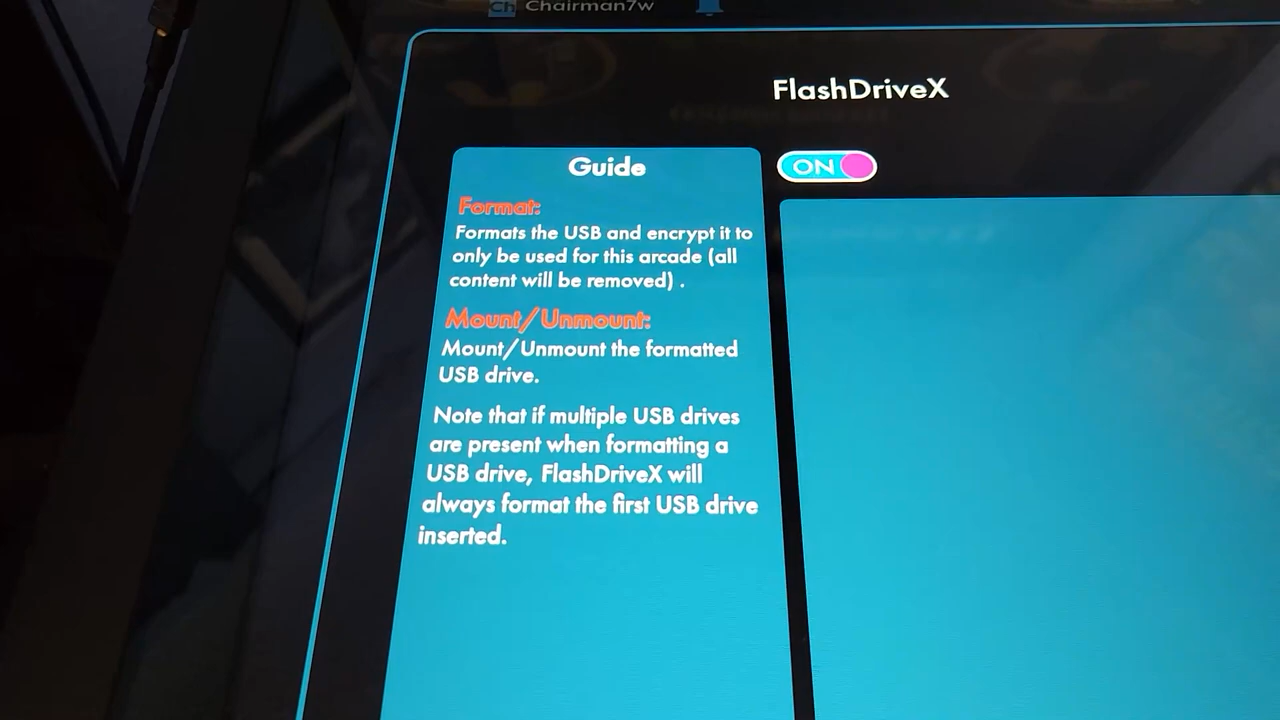 Ch Chairman7w
FlashDriveX
Guide
ON
Format:
Formats the USB and encrypt it to
only be used for this arcade (all
content will be removed) .
Mount/Unmount:
Mount/Unmount the formatted
USB drive.
Note that if multiple USB drives
are present when formatting a
USB drive, FlashDriveX will
always format the first USB drive
inserted.